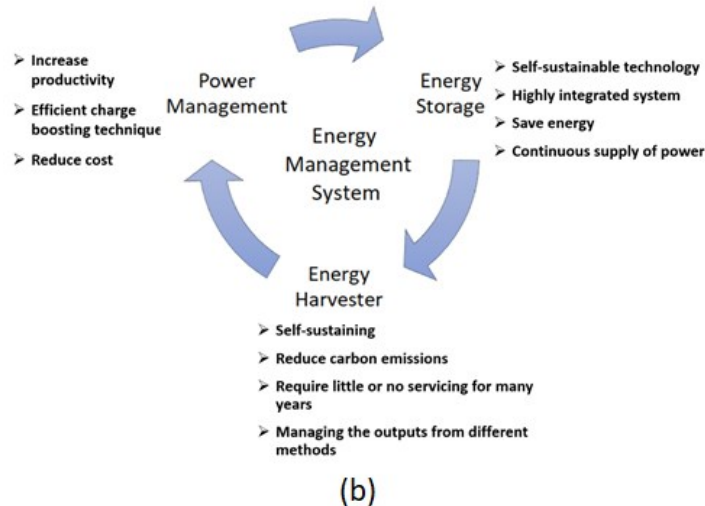 ➢ Increase
productivity
➢ Efficient charge
boosting technique
➢ Reduce cost
Power
Management
Energy
Storage
➢ Self-sustainable technology
➢ Highly integrated system
➢ Save energy
➢ Continuous supply of power
Energy
Management
System
Energy
Harvester
➢ Self-sustaining
➢ Reduce carbon emissions
➢ Require little or no servicing for many
years
➢ Managing the outputs from different
methods
(b)